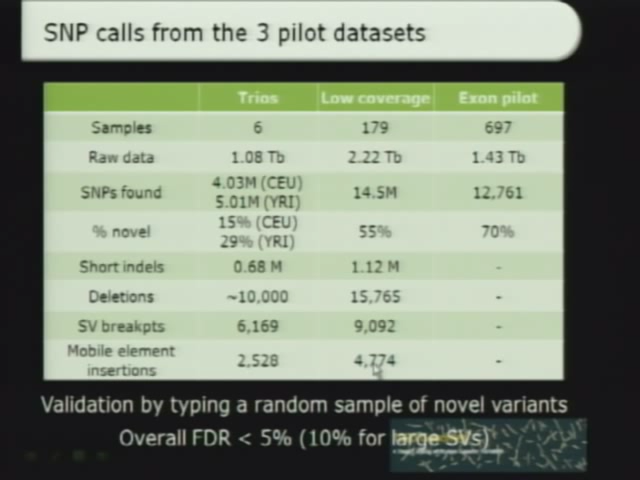 SNP calls from the 3 pilot datasets
Trios Low coverage Exon pilot
Samples 6 179 697
Raw data 1.08 Tb 2.22 Tb 1.43 Tb
SNPs found 4.03M (CEU) 14.5M 12,761
5.01M (YRI)
% novel 15% (CEU) 55% 70%
29% (YRI)
Short indels 0.68 M 1.12 M -
Deletions ~10,000 15,765 -
SV breakpts 6,169 9,092 -
Mobile element
insertions 2,528 4,774 -
Validation by typing a random sample of novel variants
Overall FDR < 5% (10% for large SVs)